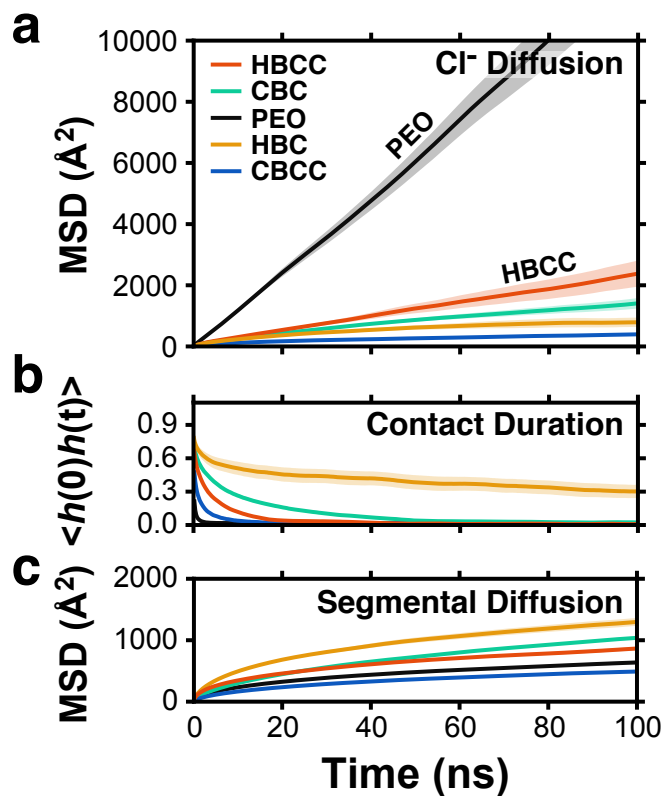 a
10000
8000
6000
4000
2000
0
MSD (Å²)
HBCC
CBC
PEO
HBC
CBCC
Cl⁻ Diffusion
PEO
HBCC
b
0.9
0.6
0.3
0.0
<h(0)h(t)>
Contact Duration
c
2000
1000
0
MSD (Å²)
Segmental Diffusion
0 20 40 60 80 100
Time (ns)